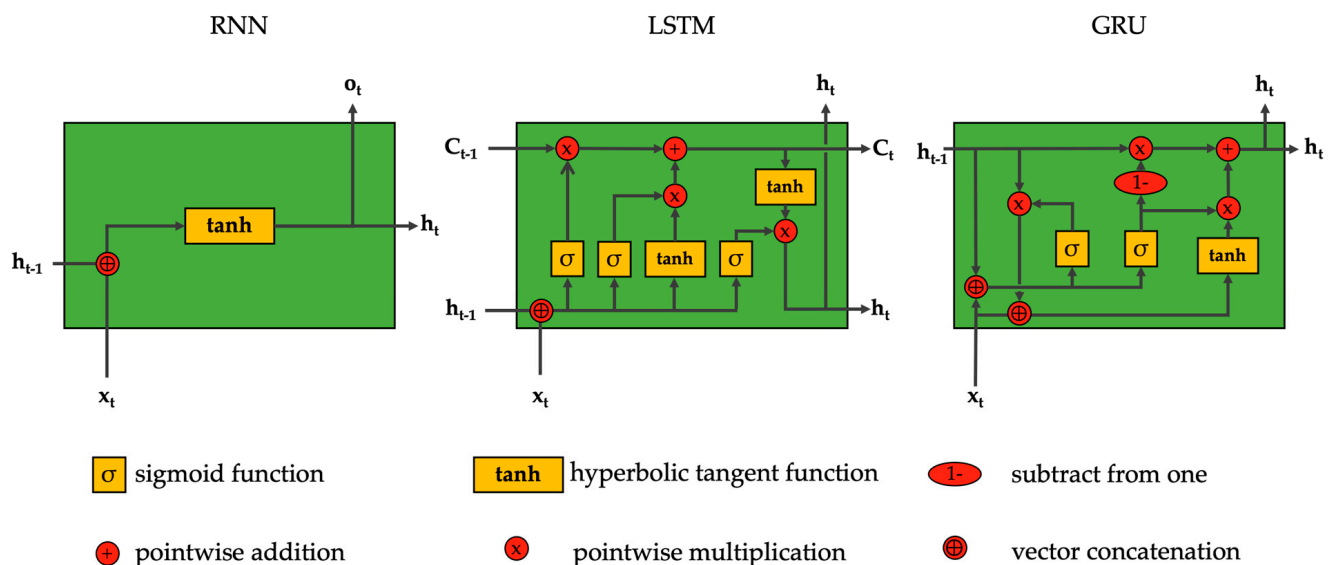 RNN LSTM GRU
oₜ hₜ hₜ
Cₜ₋₁ x + Cₜ hₜ₋₁ x + hₜ
tanh 1-
x x x
tanh hₜ x σ σ tanh
hₜ₋₁ σ σ tanh σ
hₜ₋₁ hₜ
xₜ xₜ xₜ
σ sigmoid function tanh hyperbolic tangent function 1- subtract from one
+ pointwise addition x pointwise multiplication ⊕ vector concatenation